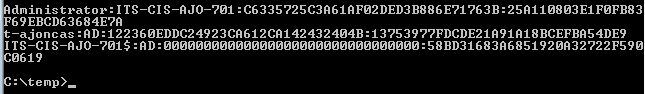 Administrator:ITS-CIS-AJO-701:C6335725C3A61AF02DED3B886E71763B:25A110803E1F0FB83
F69EBCD63684E7A
t-ajoncas:AD:122360EDDC24923CA612CA142432404B:13753977FDCDE21A91A18BCEFBA54DE9
ITS-CIS-AJO-701$:AD:00000000000000000000000000000000:58BD31683A6851920A32722F590
C0619
C:\temp>_